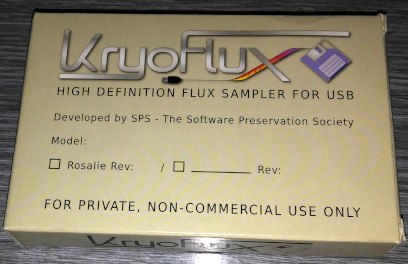 KryoFlux
HIGH DEFINITION FLUX SAMPLER FOR USB
Developed by SPS - The Software Preservation Society
Model:
Rosalie Rev: / ________ Rev:
FOR PRIVATE, NON-COMMERCIAL USE ONLY
KryoFlux